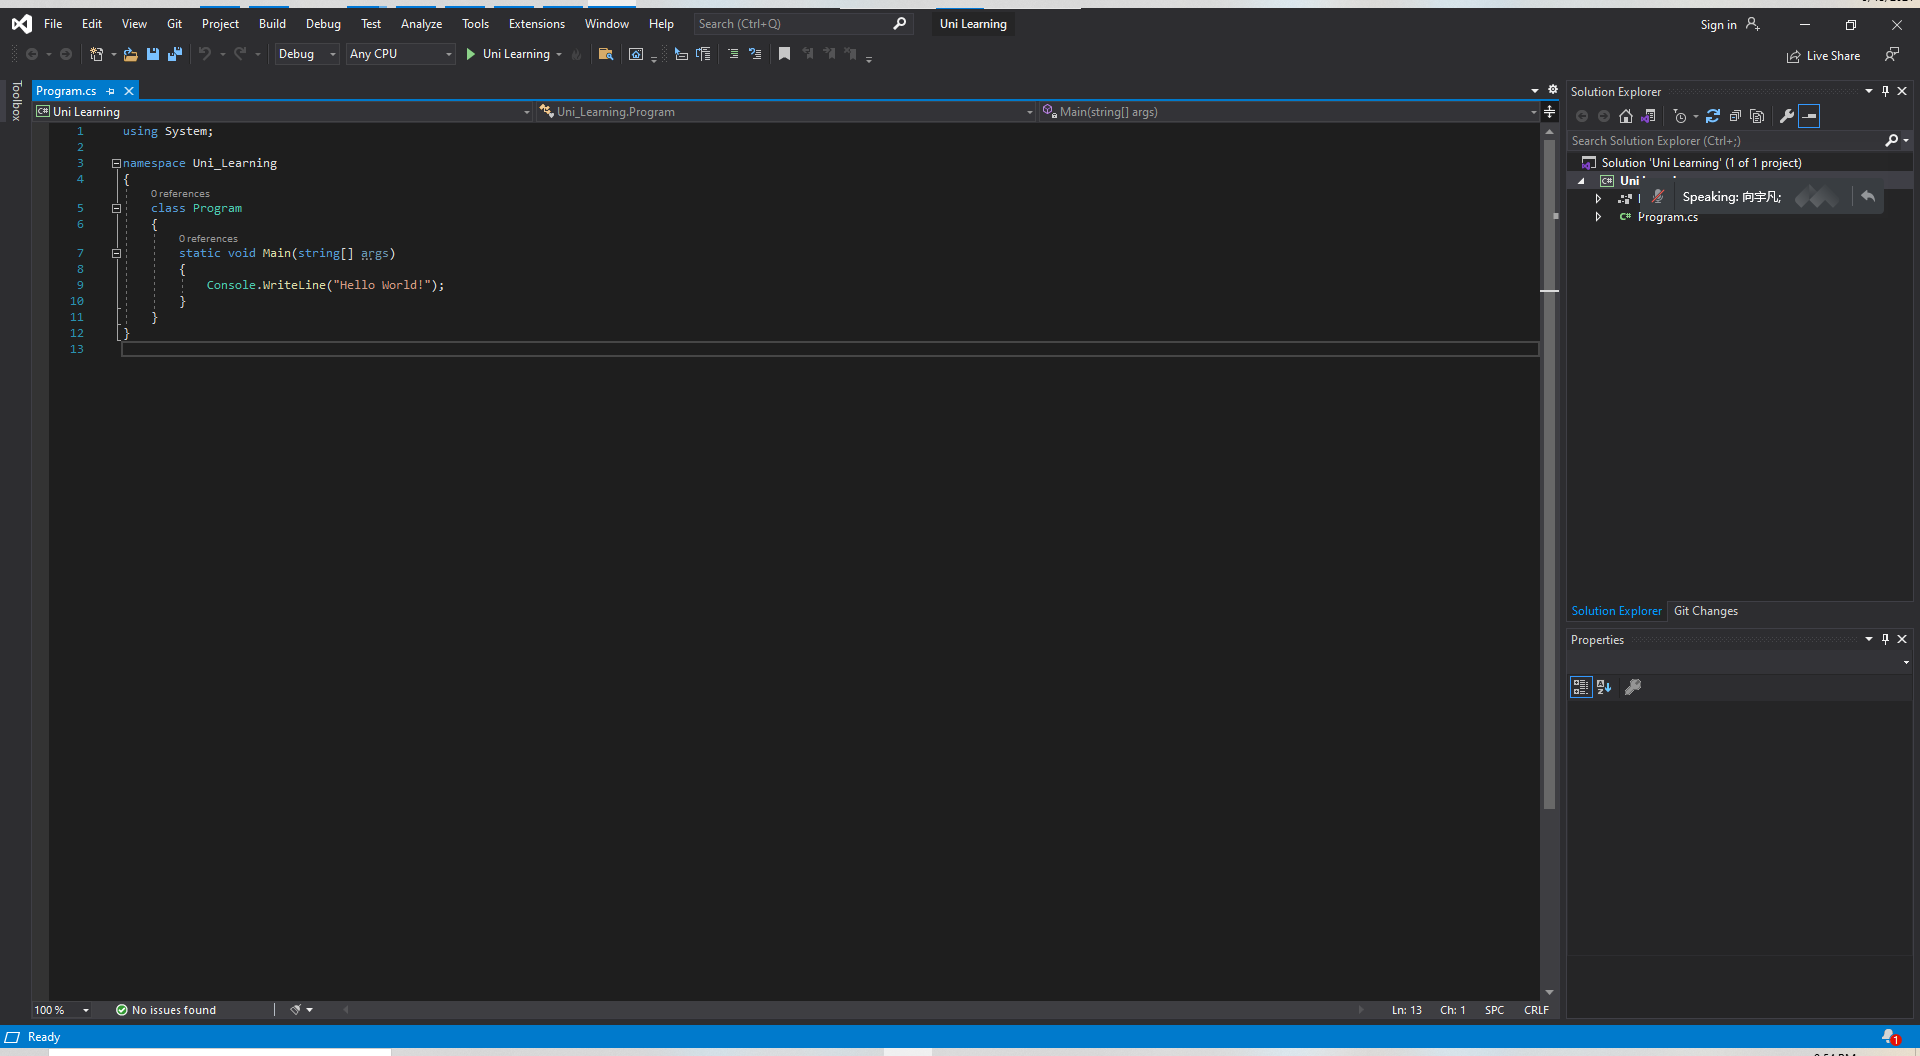 File Edit View Git Project Build Debug Test Analyze Tools Extensions Window Help Search (Ctrl+Q) Uni Learning Sign in
Debug Any CPU Uni Learning Live Share
Toolbox
Program.cs
Uni Learning Uni_Learning.Program Main(string[] args)
1 using System;
2
3 namespace Uni_Learning
4 {
0 references
5 class Program
6 {
0 references
7 static void Main(string[] args)
8 {
9 Console.WriteLine("Hello World!");
10 }
11 }
12 }
13
100 % No issues found Ln: 13 Ch: 1 SPC CRLF
Solution Explorer
Search Solution Explorer (Ctrl+;)
Solution 'Uni Learning' (1 of 1 project)
Uni
Speaking: 向宇凡;
Program.cs
Solution Explorer Git Changes
Properties
Ready 1